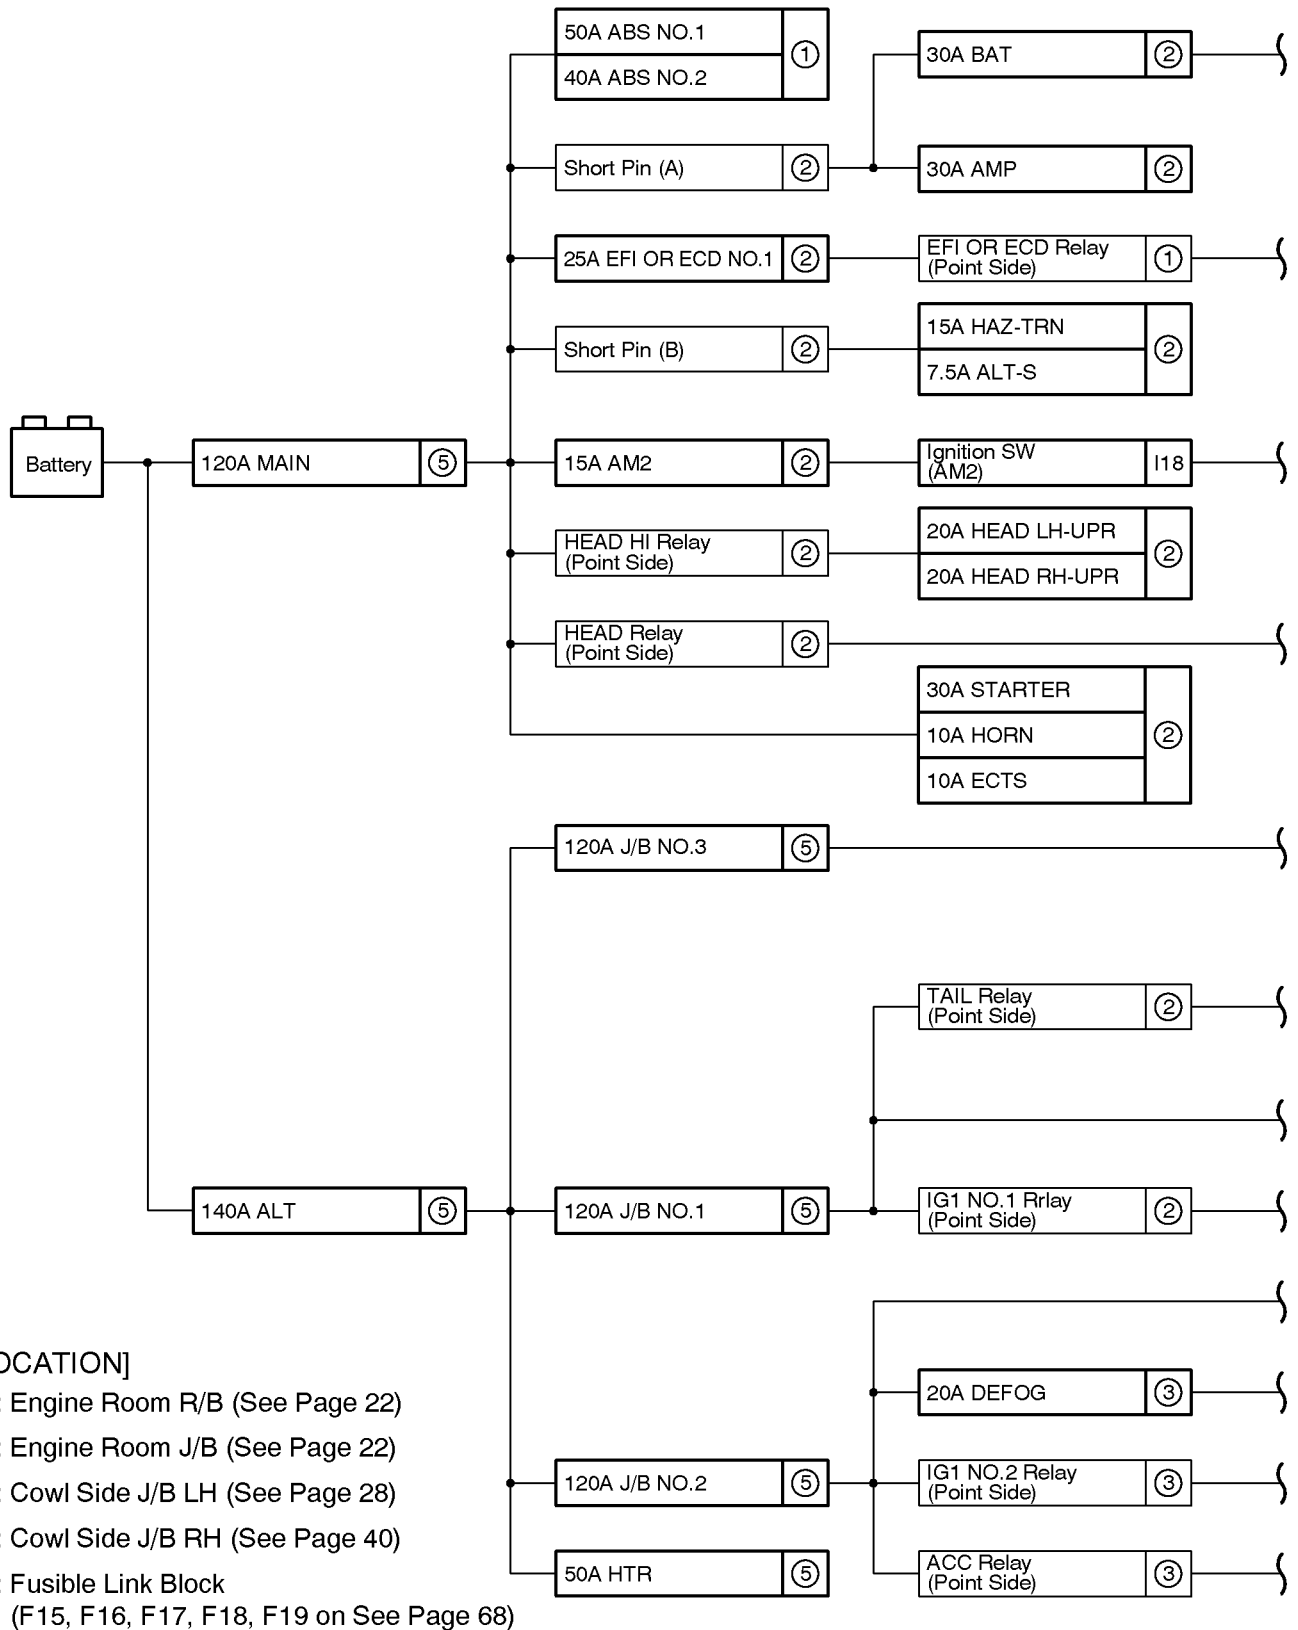 50A ABS NO.1
40A ABS NO.2
1
30A BAT
2
Short Pin (A)
2
30A AMP
2
25A EFI OR ECD NO.1
2
EFI OR ECD Relay
(Point Side)
1
Short Pin (B)
2
15A HAZ-TRN
7.5A ALT-S
2
Battery
120A MAIN
5
15A AM2
2
Ignition SW
(AM2)
I18
HEAD HI Relay
(Point Side)
2
20A HEAD LH-UPR
20A HEAD RH-UPR
2
HEAD Relay
(Point Side)
2
30A STARTER
10A HORN
10A ECTS
2
120A J/B NO.3
5
TAIL Relay
(Point Side)
2
140A ALT
5
120A J/B NO.1
5
IG1 NO.1 Rrlay
(Point Side)
2
20A DEFOG
3
120A J/B NO.2
5
IG1 NO.2 Relay
(Point Side)
3
50A HTR
5
ACC Relay
(Point Side)
3
OCATION]
: Engine Room R/B (See Page 22)
: Engine Room J/B (See Page 22)
: Cowl Side J/B LH (See Page 28)
: Cowl Side J/B RH (See Page 40)
: Fusible Link Block
(F15, F16, F17, F18, F19 on See Page 68)